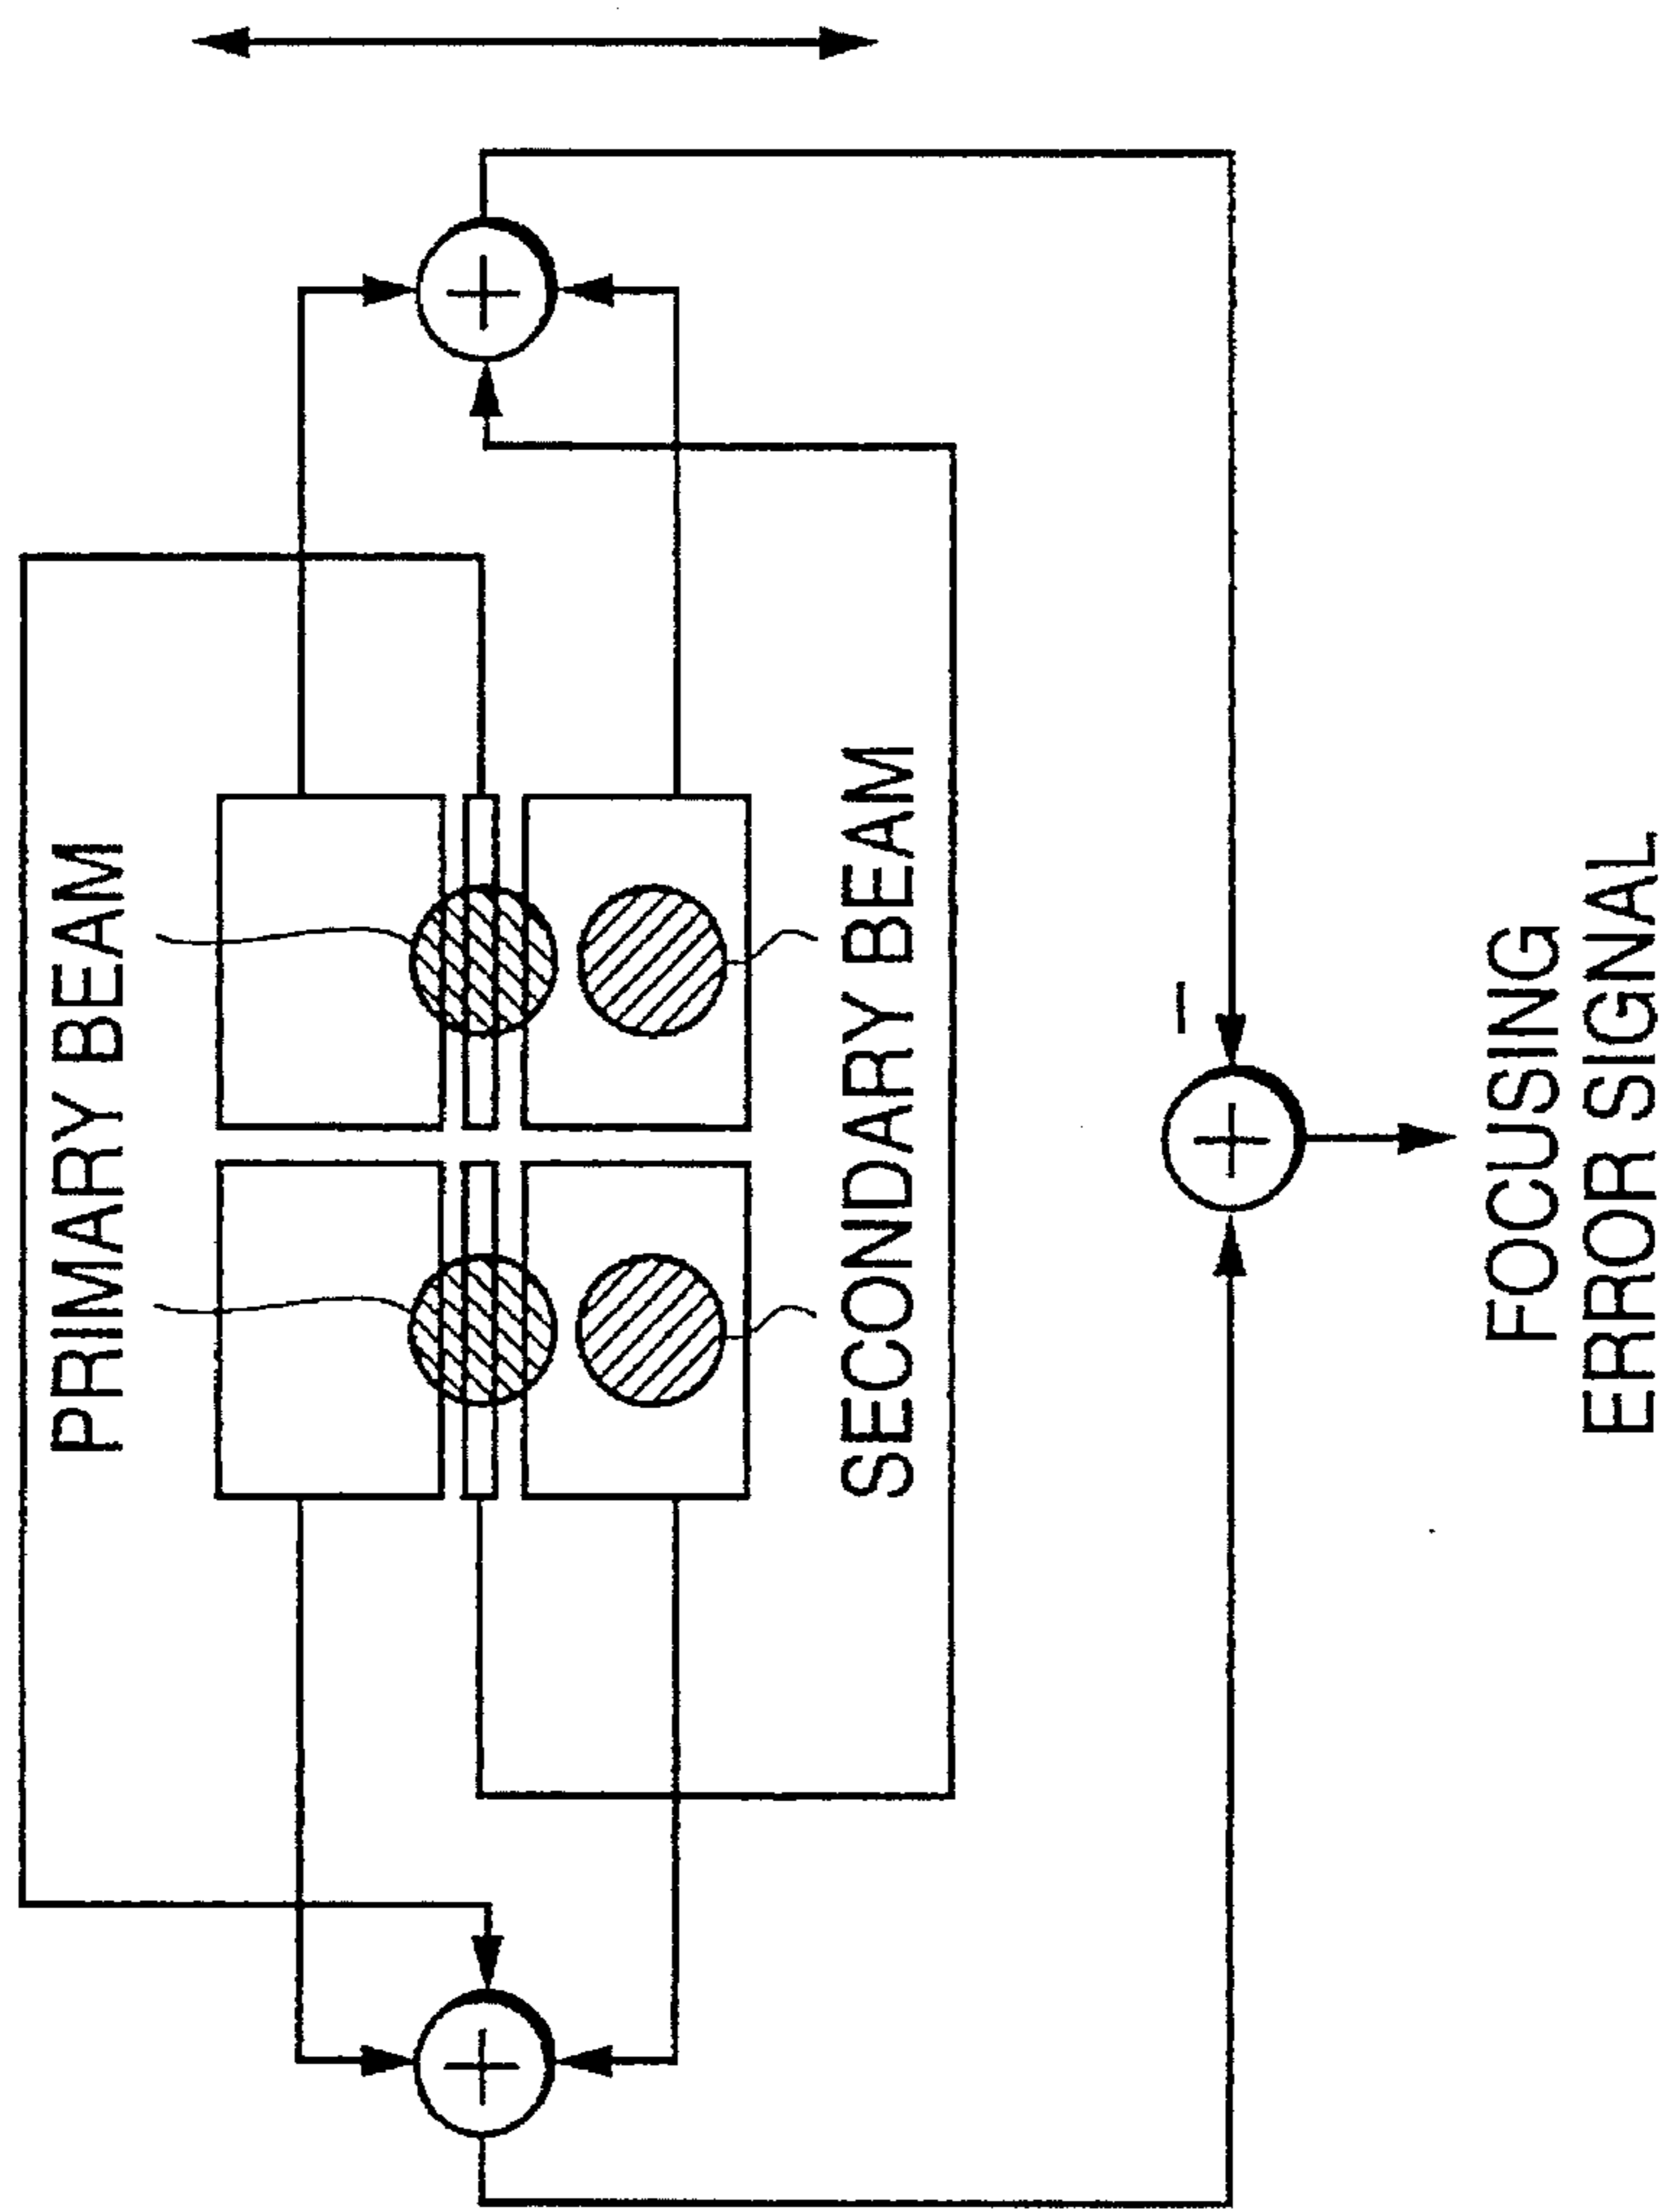 PRIMARY BEAM
SECONDARY BEAM
+
+
+
−
FOCUSING
ERROR SIGNAL